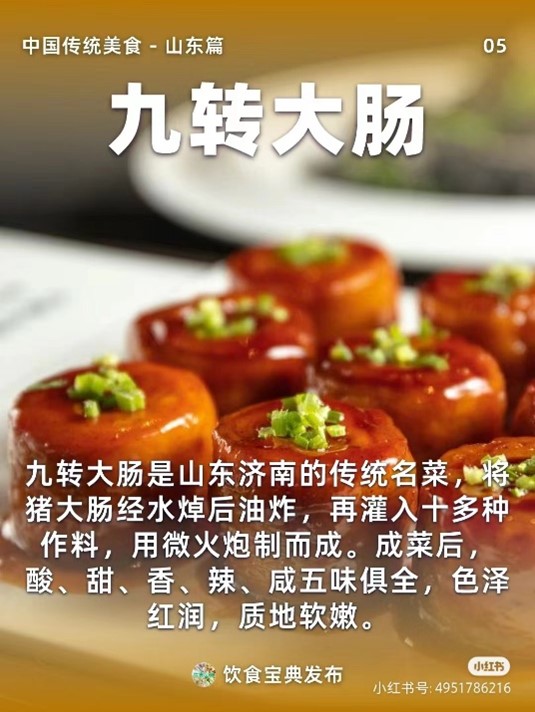 中国传统美食 - 山东篇
05
九转大肠
九转大肠是山东济南的传统名菜，将
猪大肠经水焯后油炸，再灌入十多种
作料，用微火炮制而成。成菜后，
酸、甜、香、辣、咸五味俱全，色泽
红润，质地软嫩。
饮食宝典发布
小红书
小红书号: 4951786216